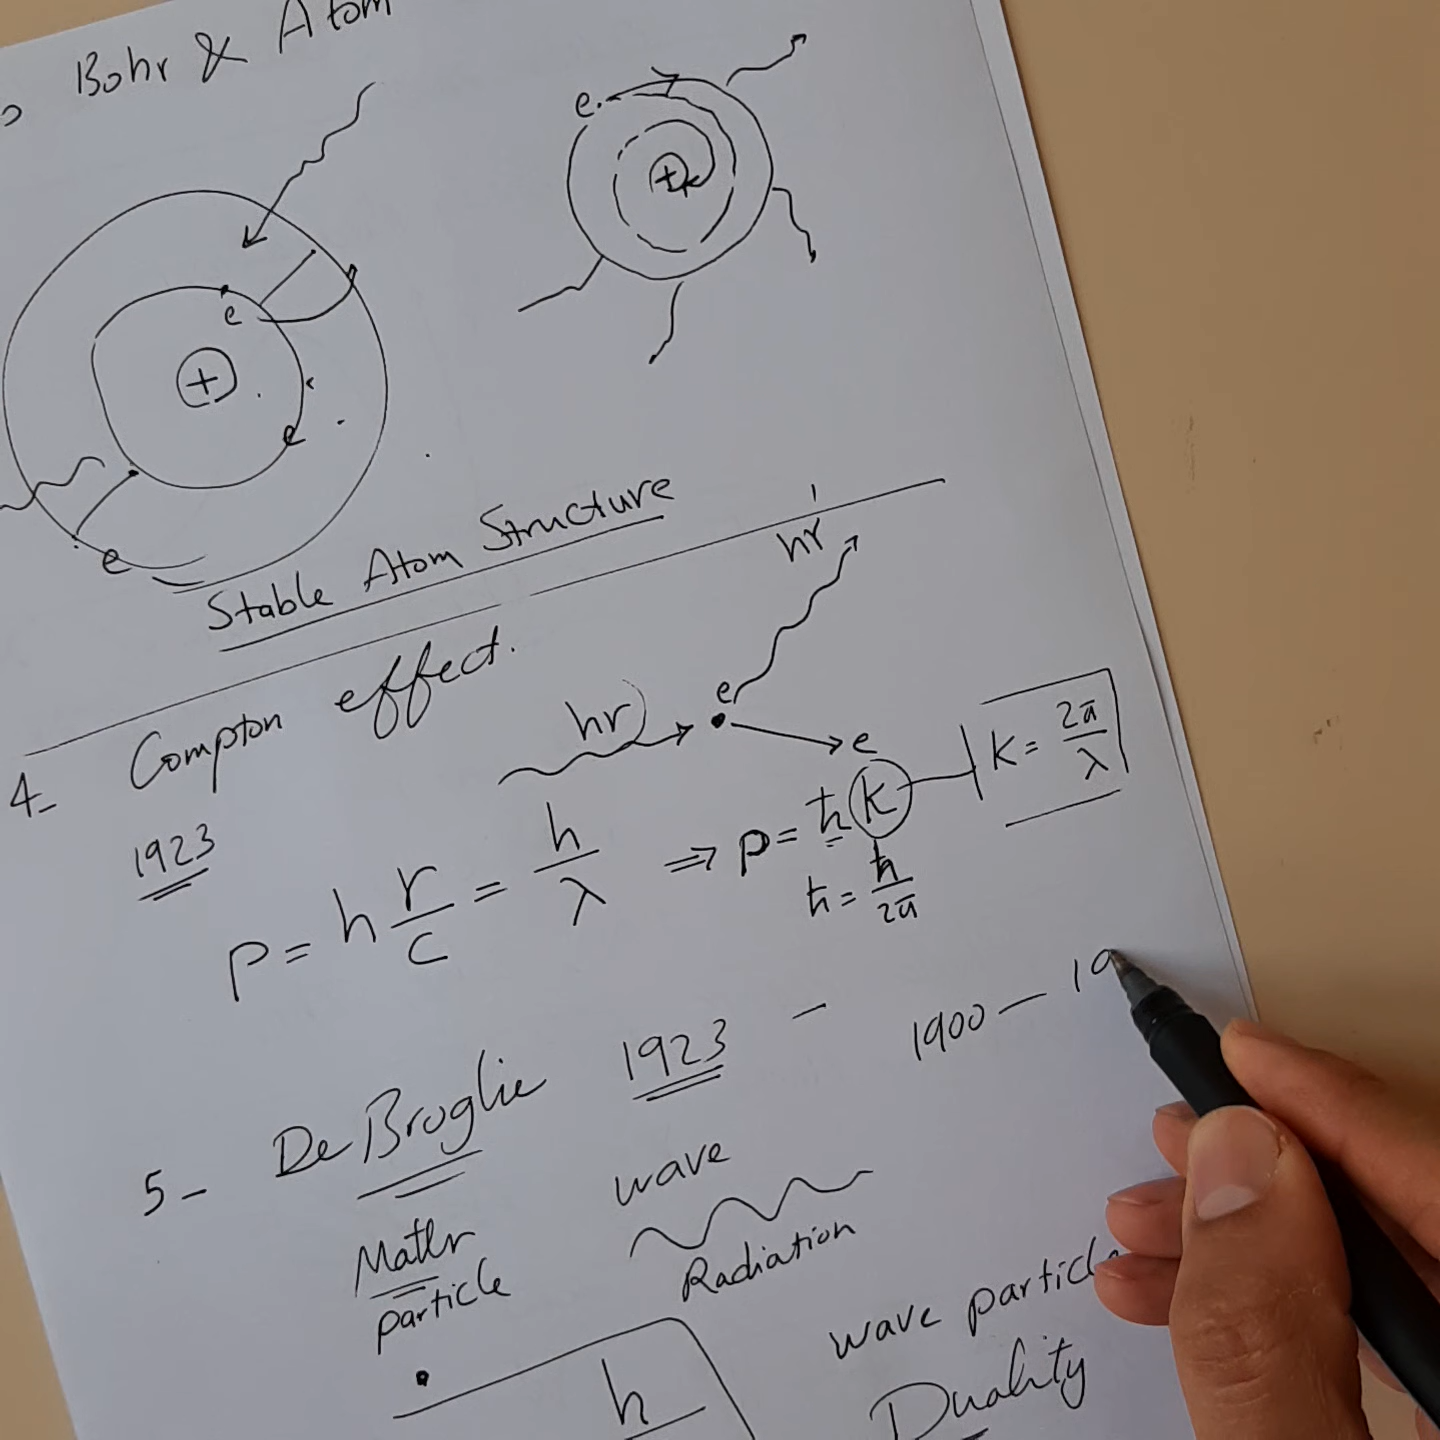 Bohr & Atom
e
e
+
+
e
e
Stable Atom Structure
hν'
4- Compton effect.
hν
e
e
1923
P = h ν/c = h/λ ⇒ p = ħ k
k = 2π/λ
ħ = ħ/2π
5- De Broglie 1923 - 1900 — 19
Matter wave
particle Radiation
wave particle
Duality
h